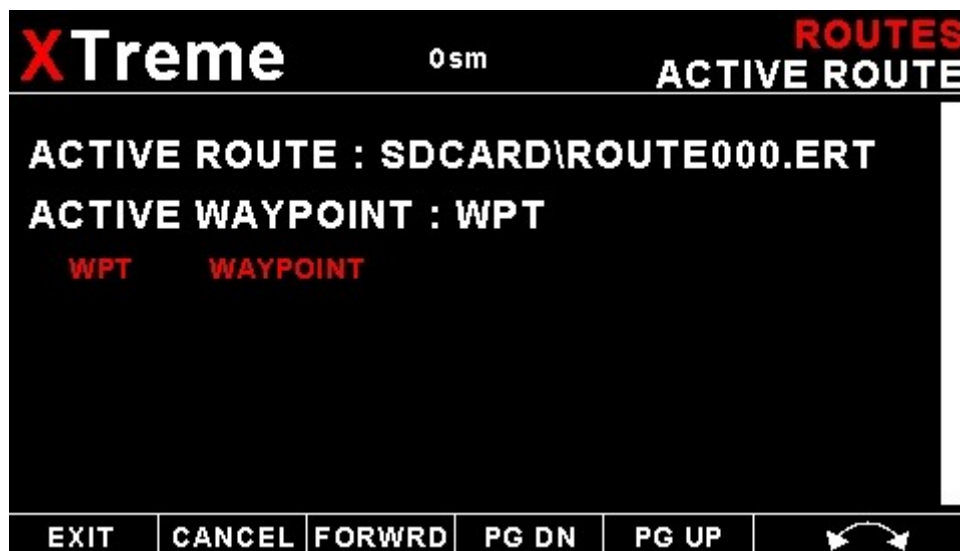 XTreme
0sm
ROUTES
ACTIVE ROUTE
ACTIVE ROUTE : SDCARD\ROUTE000.ERT
ACTIVE WAYPOINT : WPT
WPT WAYPOINT
EXIT CANCEL FORWRD PG DN PG UP